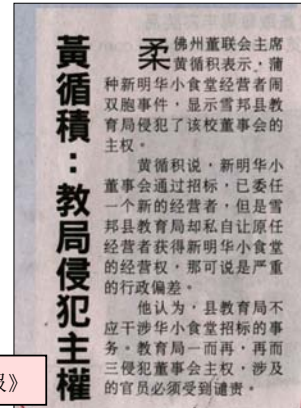 黃循積：教局侵犯主權
柔佛州董联会主席
黄循积表示，蒲
种新明华小食堂经营者闹
双胞事件，显示雪邦县教
育局侵犯了该校董事会的
主权。
黄循积说，新明华小
董事会通过招标，已委任
一个新的经营者，但是雪
邦县教育局却私自让原任
经营者获得新明华小食堂
的经营权，那可说是严重
的行政偏差。
他认为，县教育局不
应干涉华小食堂招标的事
务。教育局一而再，再而
三侵犯董事会主权，涉及
的官员必须受到谴责。
报》